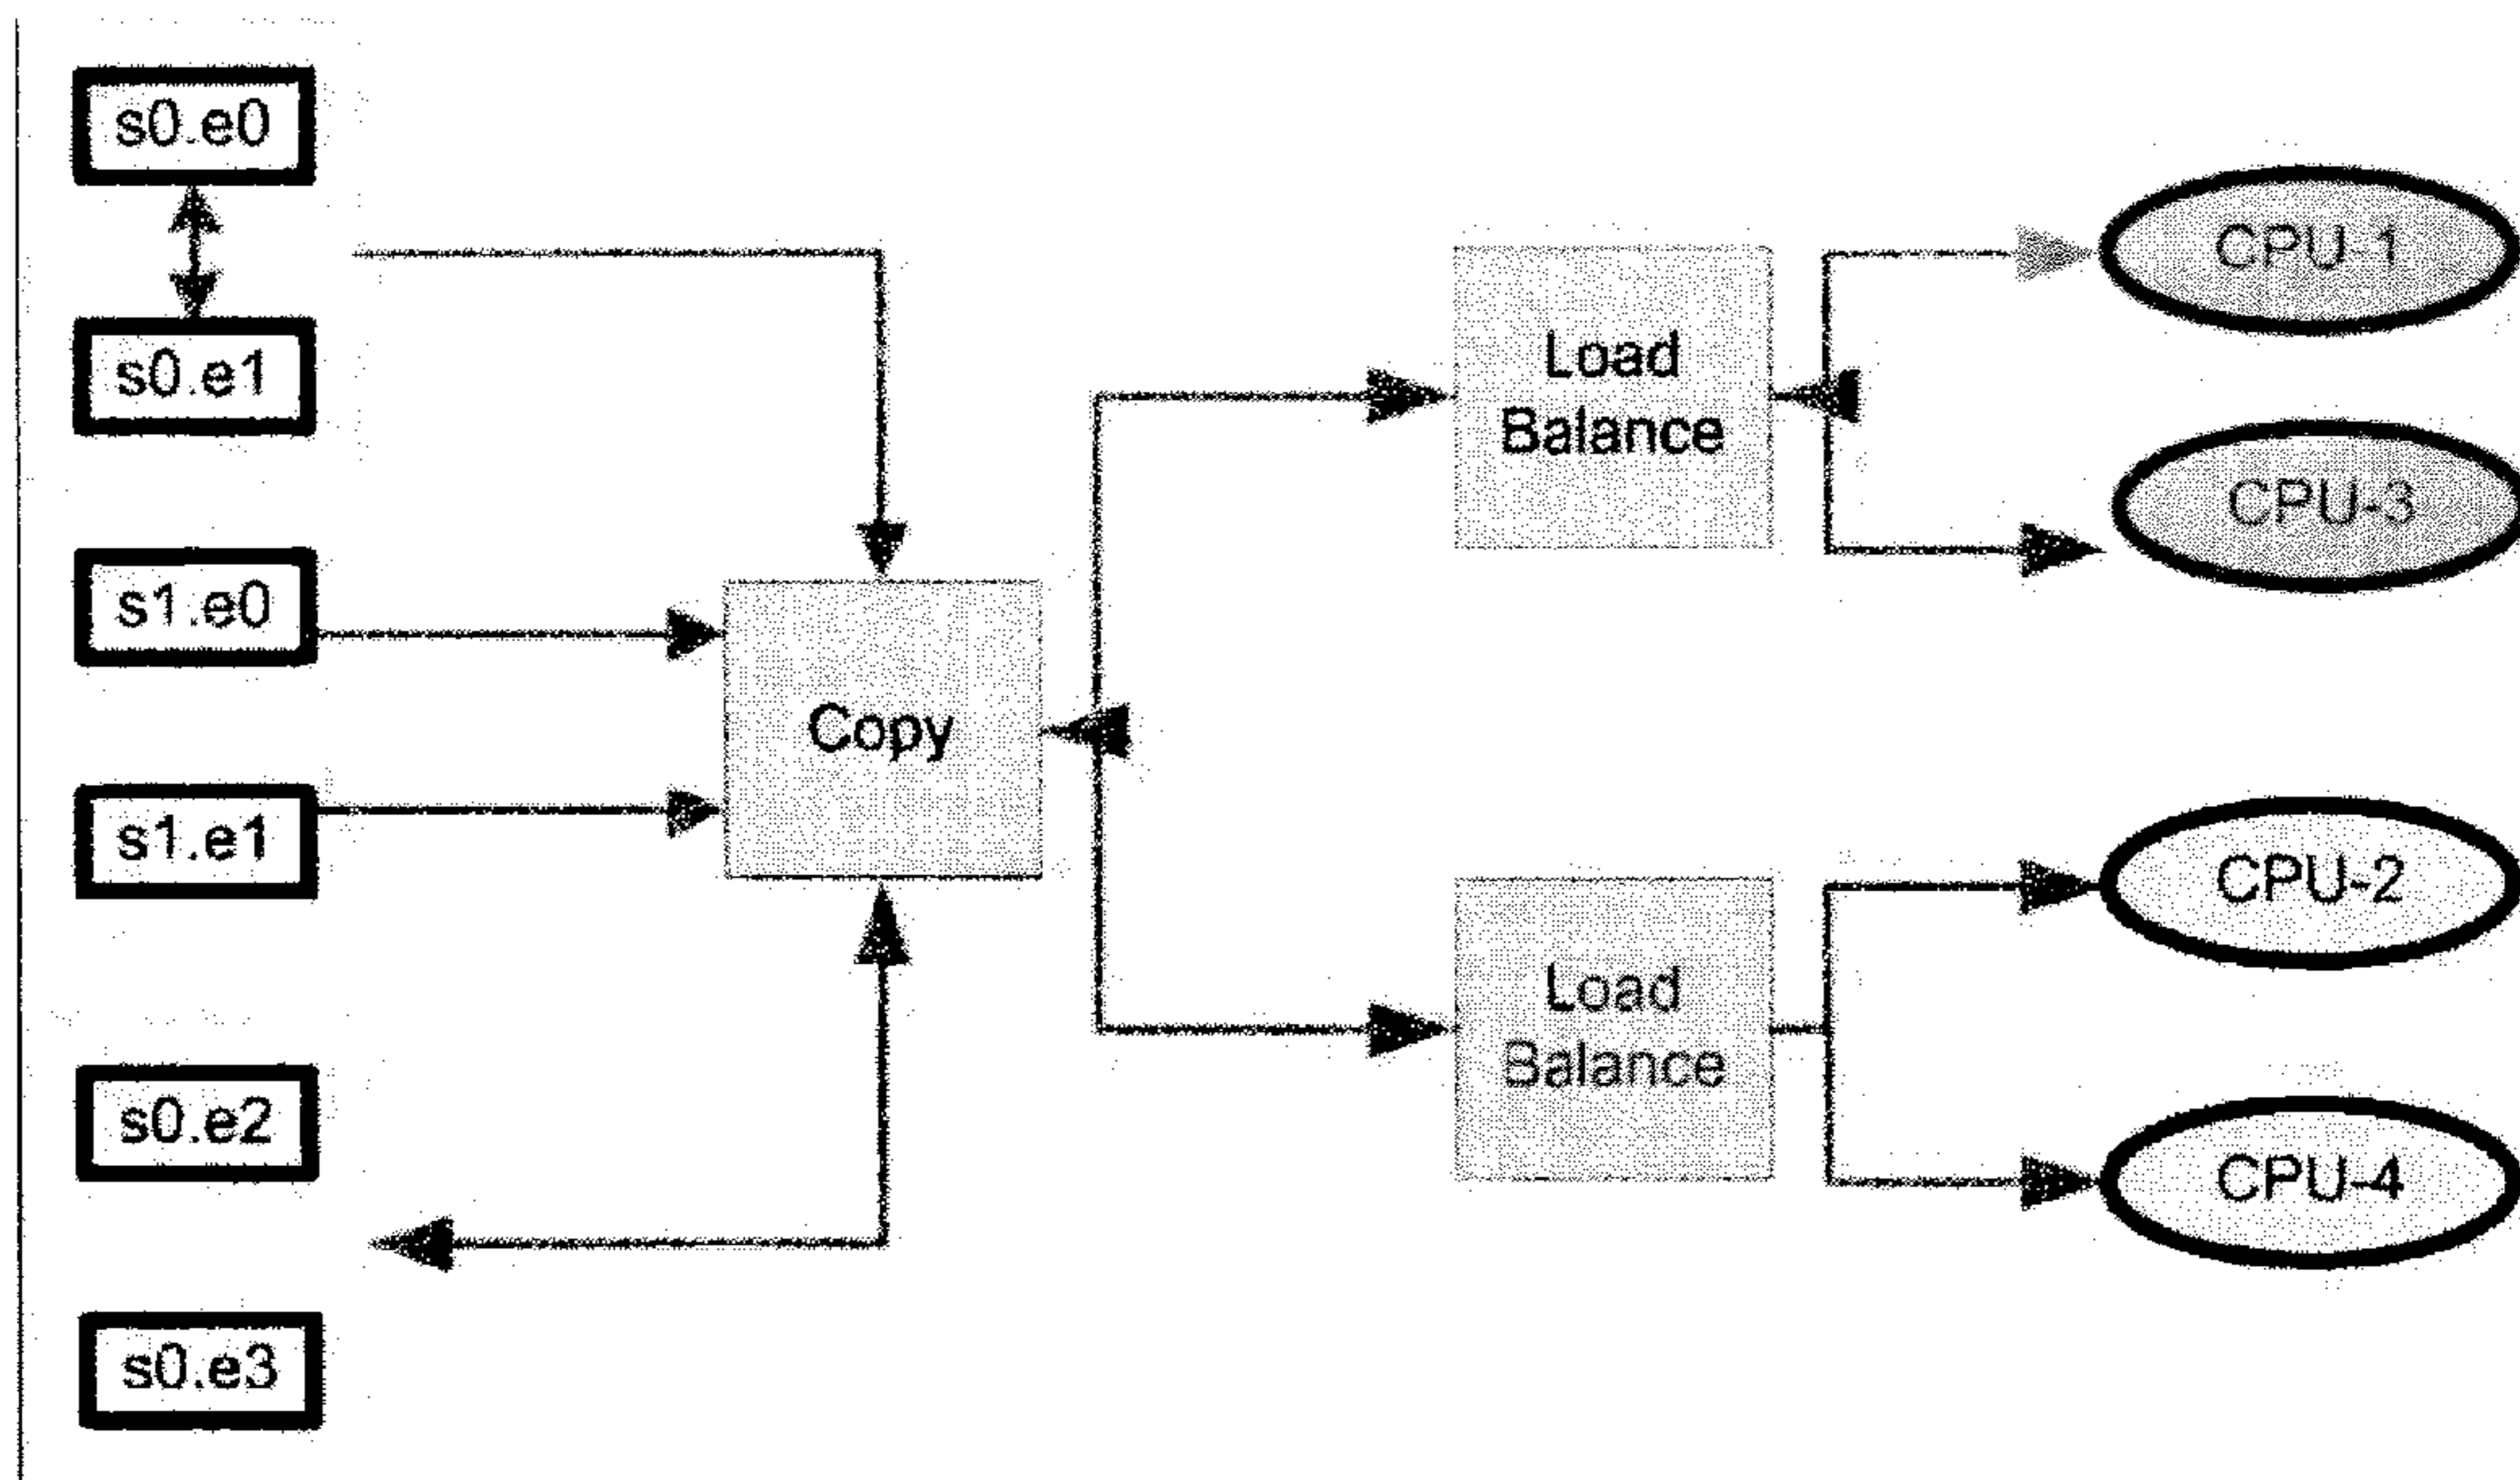 s0.e0
s0.e1
s1.e0
s1.e1
s0.e2
s0.e3
Copy
Load
Balance
Load
Balance
CPU-1
CPU-3
CPU-2
CPU-4